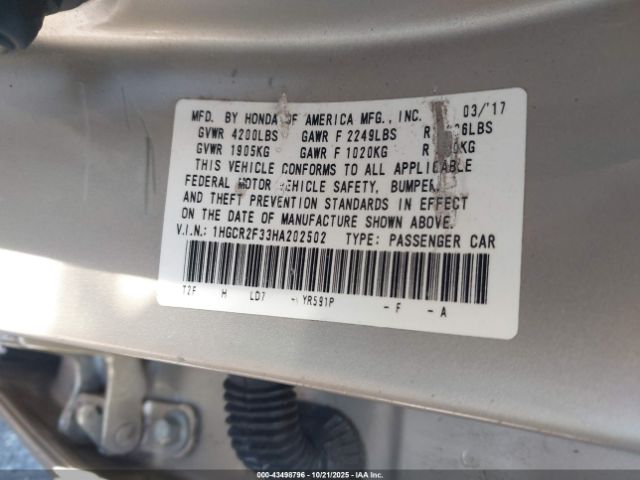 MFD. BY HONDA OF AMERICA MFG., INC. 03/'17
GVWR 4200LBS GAWR F 2249LBS
GVWR 1905KG GAWR F 1020KG
THIS VEHICLE CONFORMS TO ALL APPLICABLE
FEDERAL MOTOR VEHICLE SAFETY, BUMPER,
AND THEFT PREVENTION STANDARDS IN EFFECT
ON THE DATE OF MANUFACTURE SHOWN ABOVE.
V.I.N.: 1HGCR2F33HA202502 TYPE: PASSENGER CAR
T2F H LD7 - YR591P - F - A
000-43498796 | 10/21/2025 | IAAI.COM